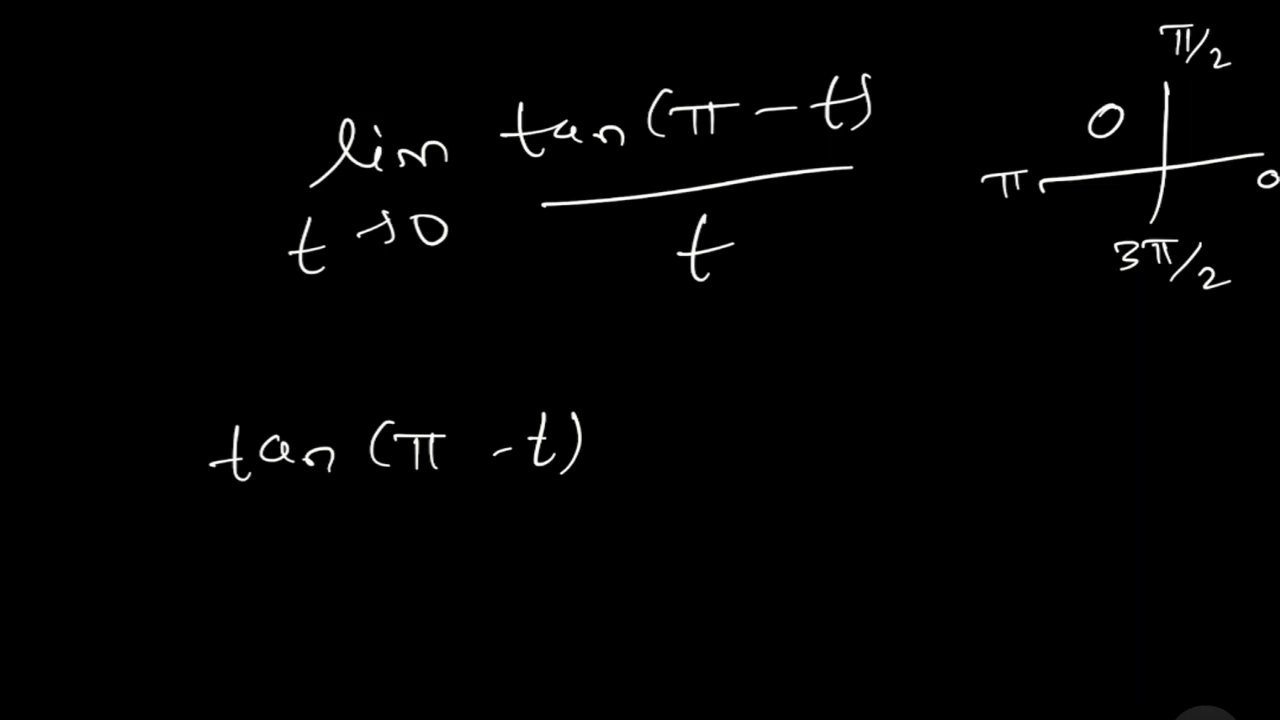 π/2
lim tan(π - t)
t→0 t
0
π 0
3π/2
tan(π - t)